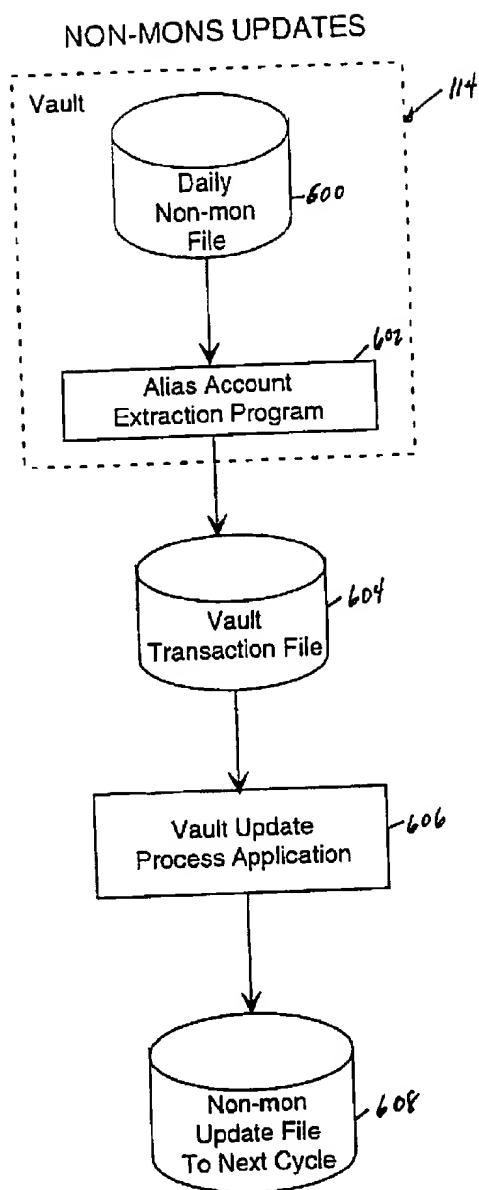 NON-MONS UPDATES
114
Vault
Daily
Non-mon
File
600
602
Alias Account
Extraction Program
604
Vault
Transaction File
Vault Update
Process Application
606
Non-mon
Update File
To Next Cycle
608